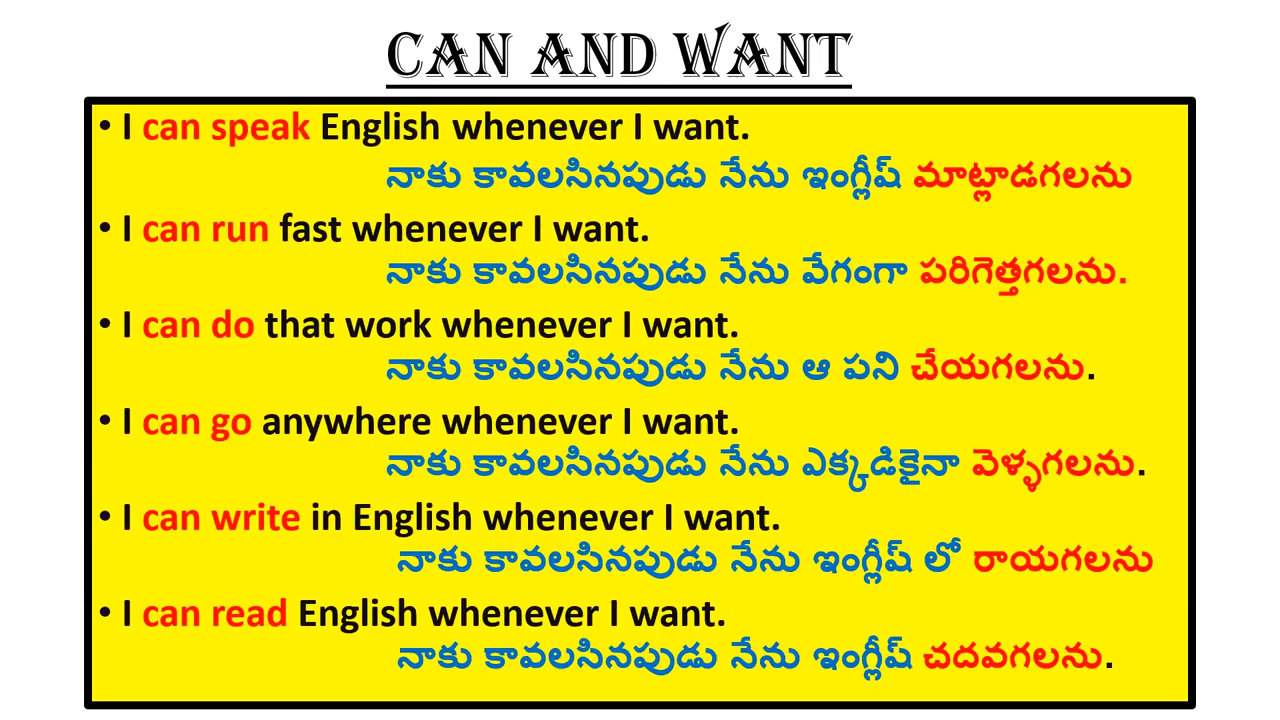 CAN AND WANT
• I can speak English whenever I want.
నాకు కావలసినపుడు నేను ఇంగ్లీష్ మాట్లాడగలను
• I can run fast whenever I want.
నాకు కావలసినపుడు నేను వేగంగా పరిగెత్తగలను.
• I can do that work whenever I want.
నాకు కావలసినపుడు నేను ఆ పని చేయగలను.
• I can go anywhere whenever I want.
నాకు కావలసినపుడు నేను ఎక్కడికైనా వెళ్ళగలను.
• I can write in English whenever I want.
నాకు కావలసినపుడు నేను ఇంగ్లీష్ లో రాయగలను
• I can read English whenever I want.
నాకు కావలసినపుడు నేను ఇంగ్లీష్ చదవగలను.